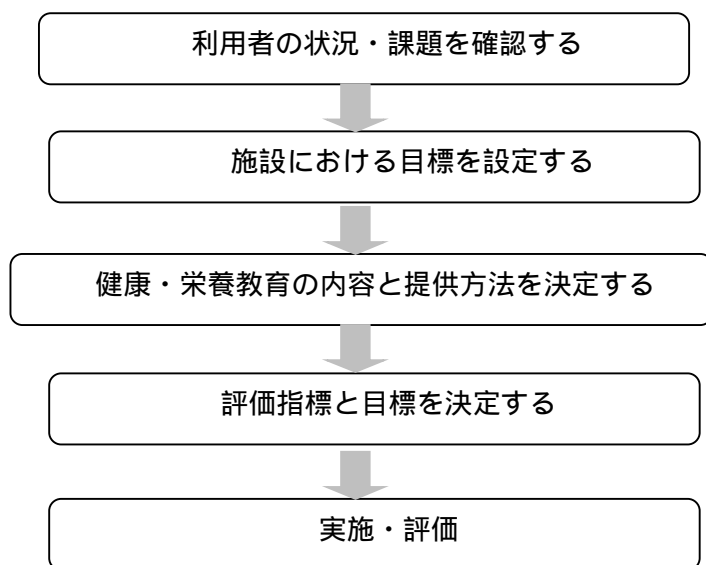 利用者の状況・課題を確認する
施設における目標を設定する
健康・栄養教育の内容と提供方法を決定する
評価指標と目標を決定する
実施・評価